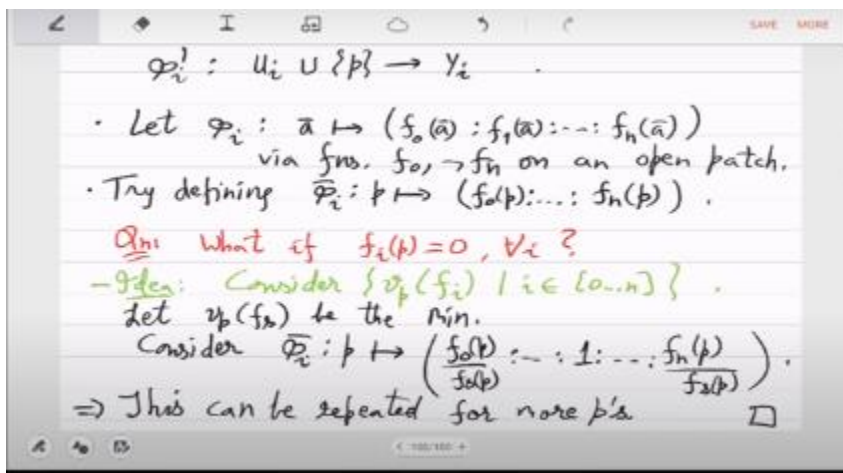 SAVE MORE
φ'ᵢ : Uᵢ ∪ {p} → Yᵢ .
· Let φᵢ : ā ↦ (f₀(ā) : f₁(ā) : --- : fₙ(ā))
via fns. f₀, ..., fₙ on an open patch.
· Try defining φ̄ᵢ : p ↦ (f₀(p) : ... : fₙ(p)) .
Qn: What if fᵢ(p) = 0, ∀i ?
- Idea: Consider {vₚ(fᵢ) | i ∈ [0...n]} .
Let vₚ(fₛ) be the min.
Consider φ̄ᵢ : p ↦ (f₀(p)/fₛ(p) : -- : 1 : -- : fₙ(p)/fₛ(p)) .
⇒ This can be repeated for more p's □
< 100/100 +